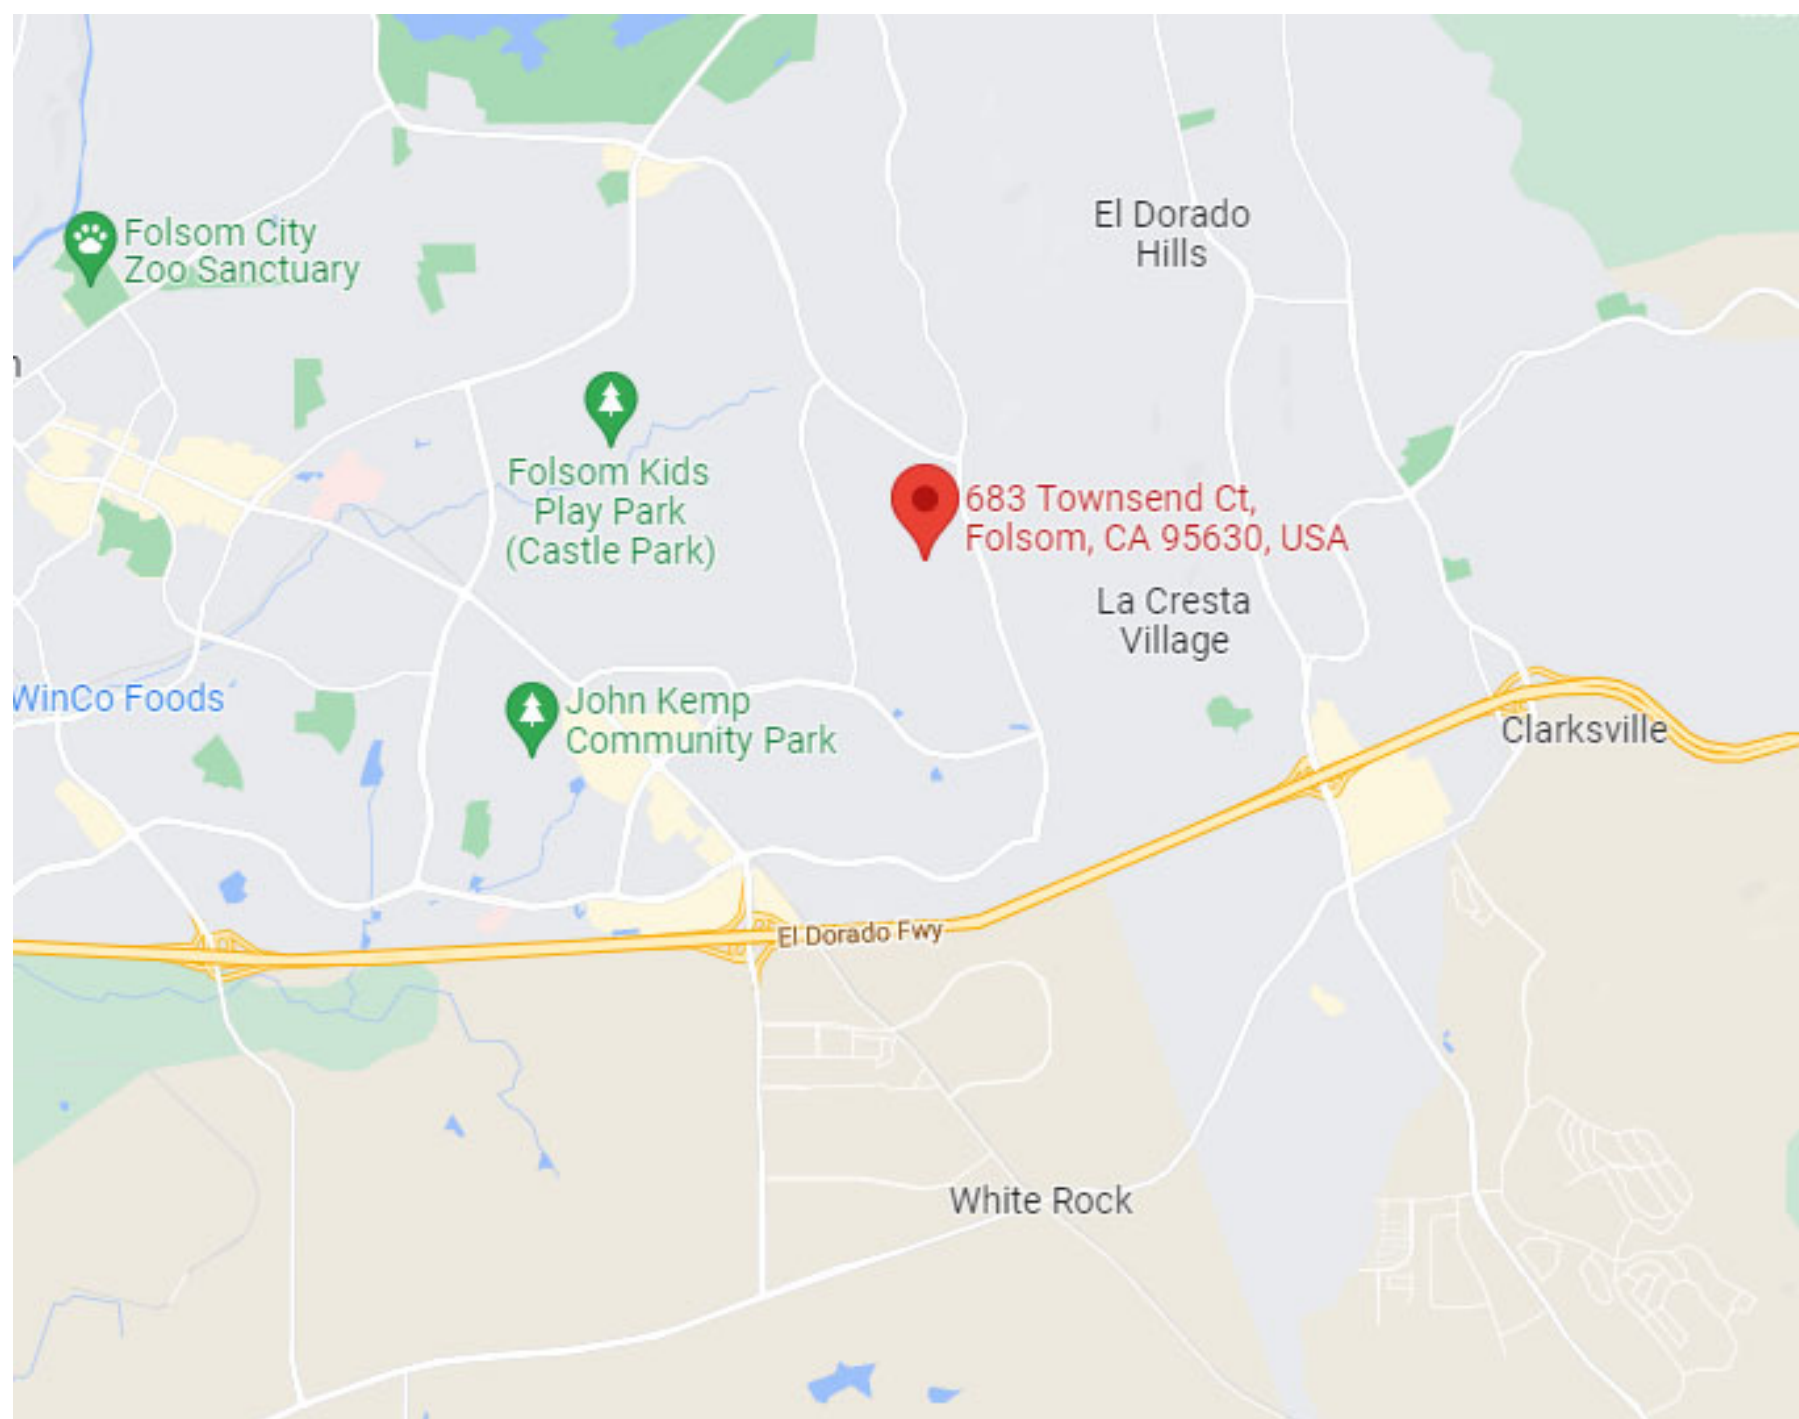 El Dorado
Hills
Folsom City
Zoo Sanctuary
n
Folsom Kids
Play Park
(Castle Park)
683 Townsend Ct,
Folsom, CA 95630, USA
La Cresta
Village
WinCo Foods
John Kemp
Community Park
Clarksville
El Dorado Fwy
White Rock